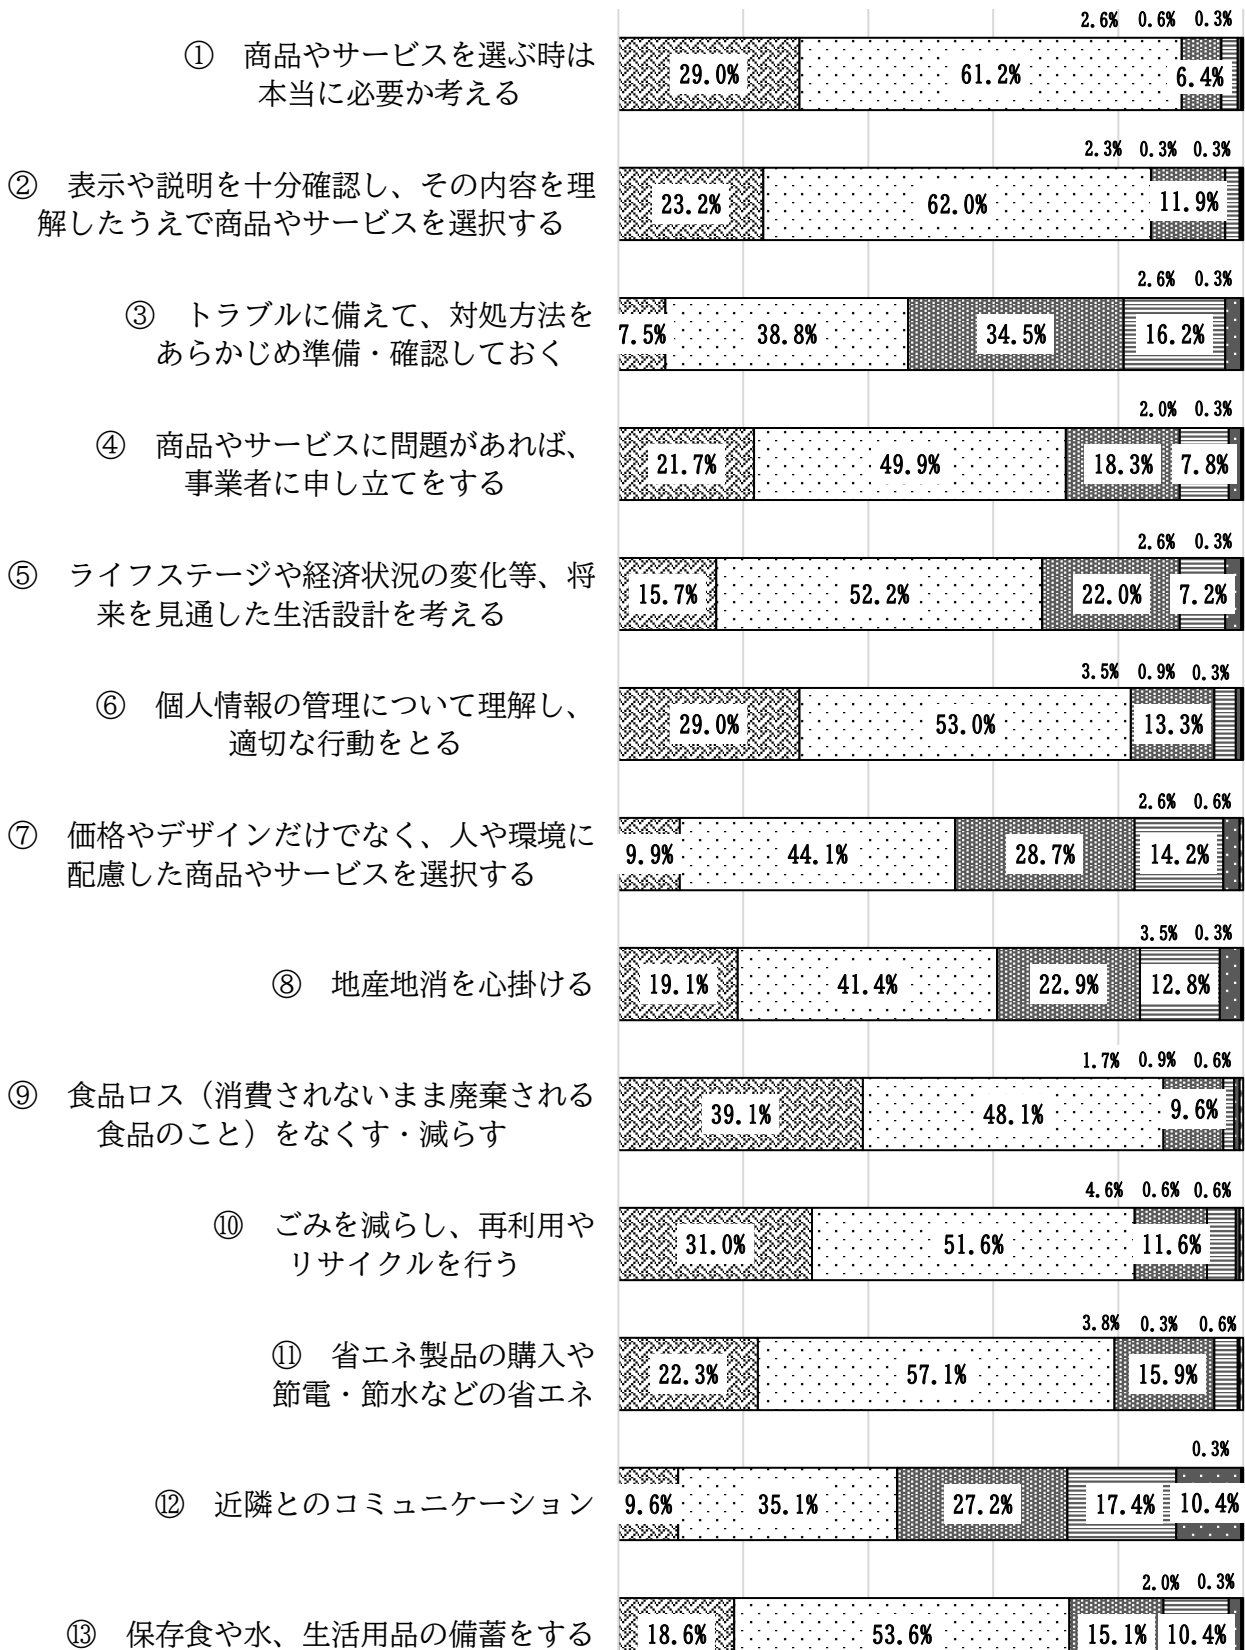 2.6% 0.6% 0.3%
① 商品やサービスを選ぶ時は
本当に必要か考える
29.0% 61.2% 6.4%
2.3% 0.3% 0.3%
② 表示や説明を十分確認し、その内容を理
解したうえで商品やサービスを選択する
23.2% 62.0% 11.9%
2.6% 0.3%
③ トラブルに備えて、対処方法を
あらかじめ準備・確認しておく
7.5% 38.8% 34.5% 16.2%
2.0% 0.3%
④ 商品やサービスに問題があれば、
事業者に申し立てをする
21.7% 49.9% 18.3% 7.8%
2.6% 0.3%
⑤ ライフステージや経済状況の変化等、将
来を見通した生活設計を考える
15.7% 52.2% 22.0% 7.2%
3.5% 0.9% 0.3%
⑥ 個人情報の管理について理解し、
適切な行動をとる
29.0% 53.0% 13.3%
2.6% 0.6%
⑦ 価格やデザインだけでなく、人や環境に
配慮した商品やサービスを選択する
9.9% 44.1% 28.7% 14.2%
3.5% 0.3%
⑧ 地産地消を心掛ける
19.1% 41.4% 22.9% 12.8%
1.7% 0.9% 0.6%
⑨ 食品ロス（消費されないまま廃棄される
食品のこと）をなくす・減らす
39.1% 48.1% 9.6%
4.6% 0.6% 0.6%
⑩ ごみを減らし、再利用や
リサイクルを行う
31.0% 51.6% 11.6%
3.8% 0.3% 0.6%
⑪ 省エネ製品の購入や
節電・節水などの省エネ
22.3% 57.1% 15.9%
0.3%
⑫ 近隣とのコミュニケーション
9.6% 35.1% 27.2% 17.4% 10.4%
2.0% 0.3%
⑬ 保存食や水、生活用品の備蓄をする
18.6% 53.6% 15.1% 10.4%